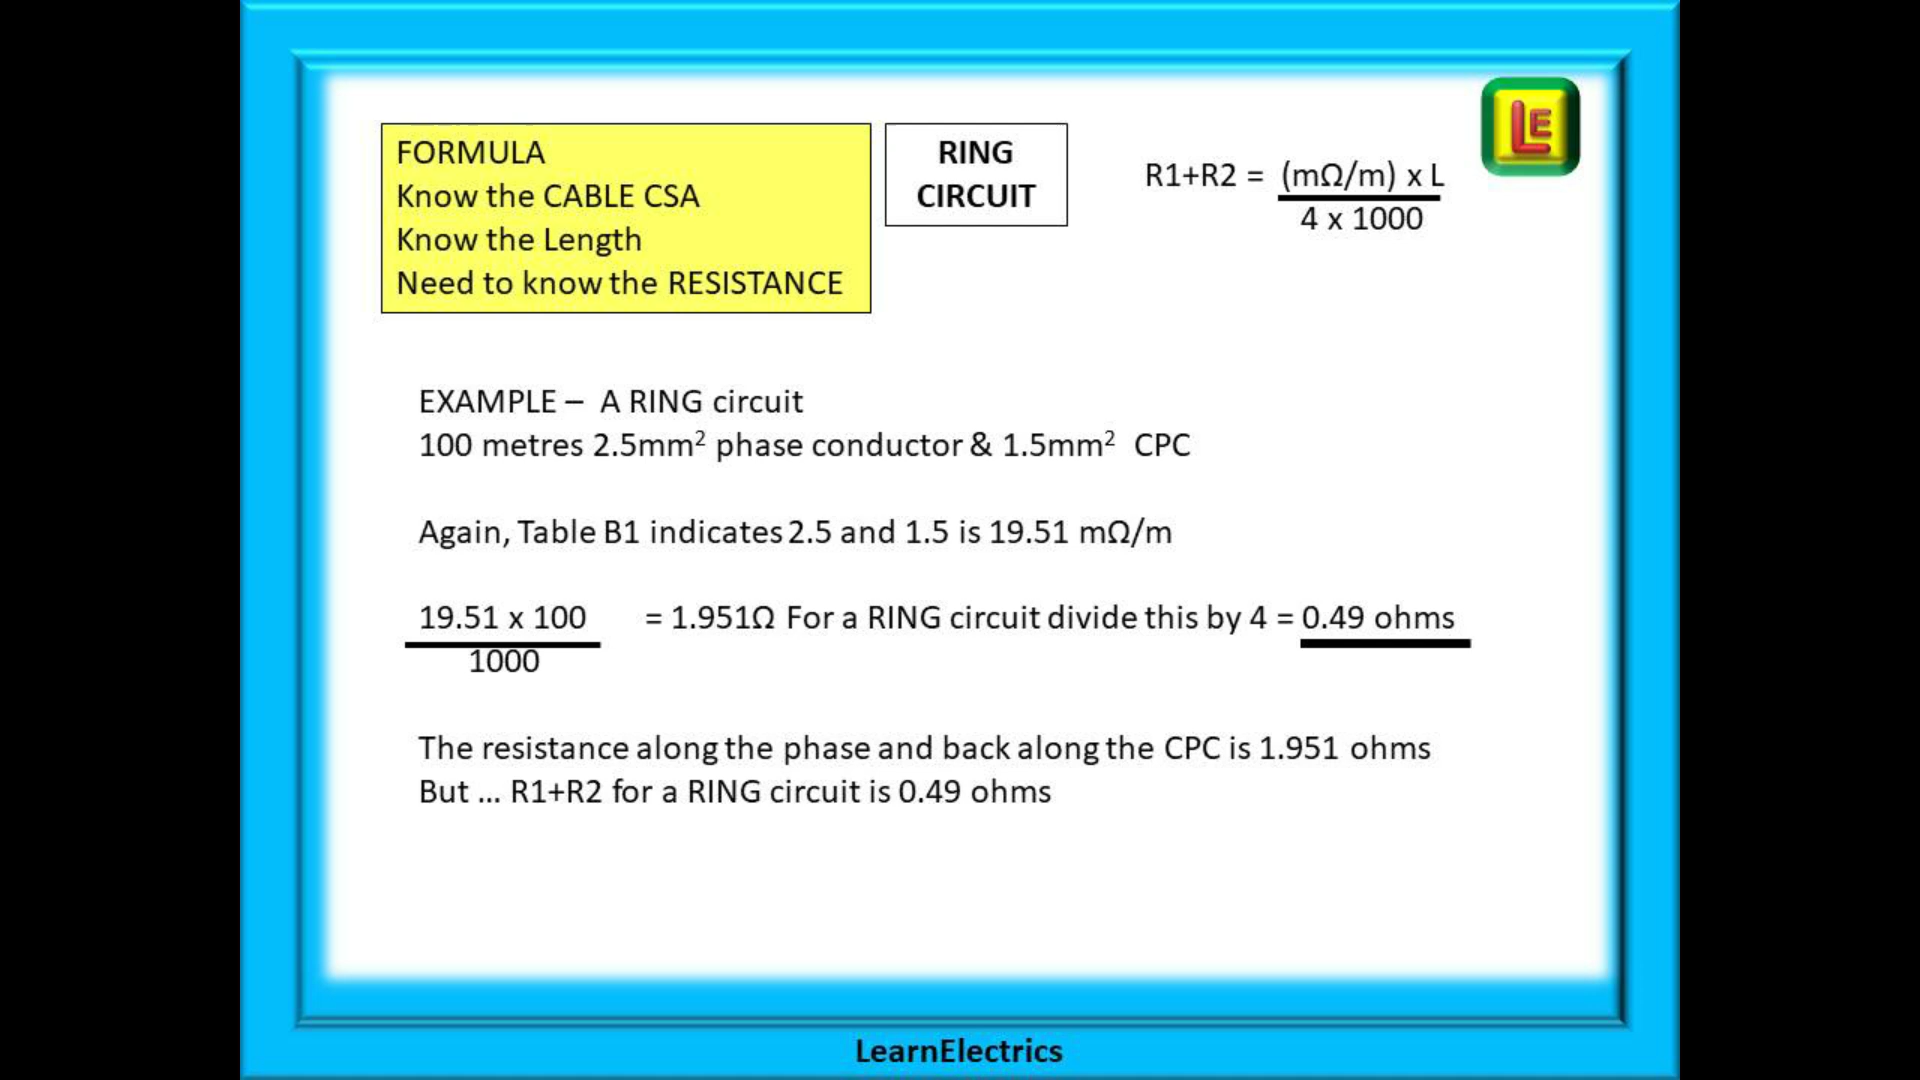 FORMULA
Know the CABLE CSA
Know the Length
Need to know the RESISTANCE
RING
CIRCUIT
R1+R2 = (mΩ/m) x L
4 x 1000
LE
EXAMPLE – A RING circuit
100 metres 2.5mm² phase conductor & 1.5mm² CPC
Again, Table B1 indicates 2.5 and 1.5 is 19.51 mΩ/m
19.51 x 100 = 1.951Ω For a RING circuit divide this by 4 = 0.49 ohms
1000
The resistance along the phase and back along the CPC is 1.951 ohms
But ... R1+R2 for a RING circuit is 0.49 ohms
LearnElectrics